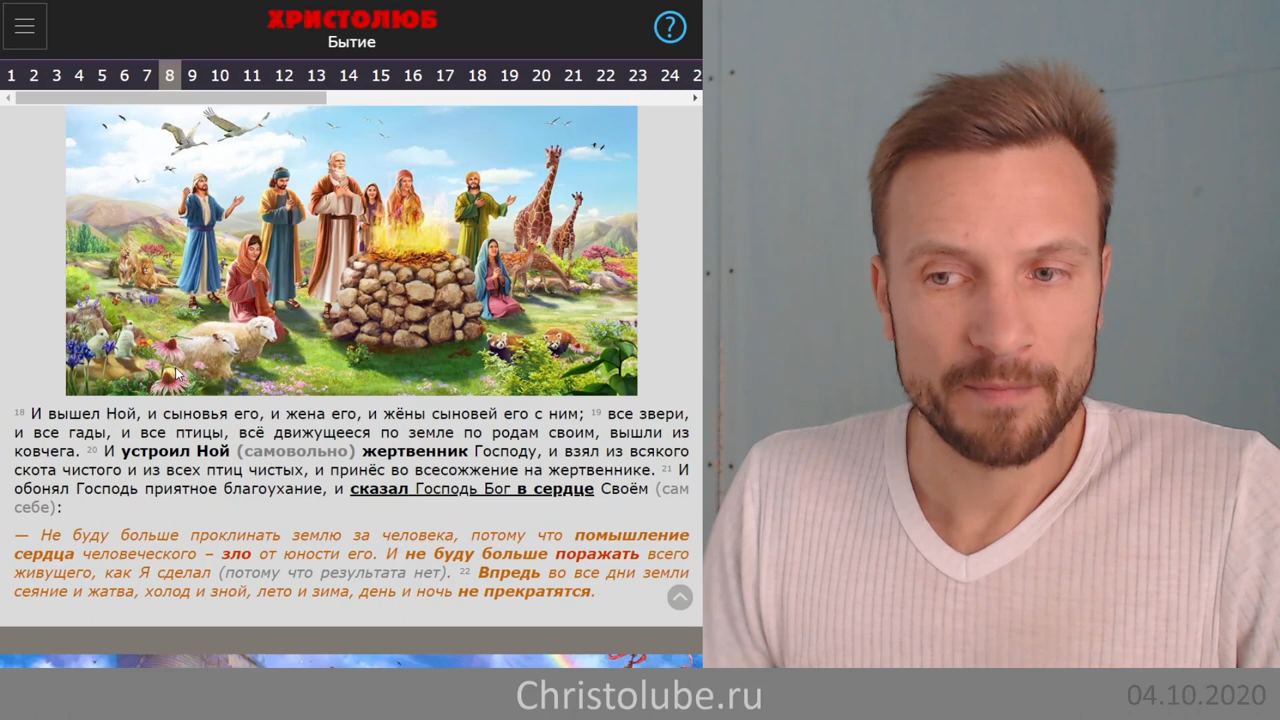 ХРИСТОЛЮБ
Бытие
?
1 2 3 4 5 6 7 8 9 10 11 12 13 14 15 16 17 18 19 20 21 22 23 24 2
18 И вышел Ной, и сыновья его, и жена его, и жёны сыновей его с ним; 19 все звери,
и все гады, и все птицы, всё движущееся по земле по родам своим, вышли из
ковчега. 20 И устроил Ной (самовольно) жертвенник Господу, и взял из всякого
скота чистого и из всех птиц чистых, и принёс во всесожжение на жертвеннике. 21 И
обонял Господь приятное благоухание, и сказал Господь Бог в сердце Своём (сам
себе):
— Не буду больше проклинать землю за человека, потому что помышление
сердца человеческого – зло от юности его. И не буду больше поражать всего
живущего, как Я сделал (потому что результата нет). 22 Впредь во все дни земли
сеяние и жатва, холод и зной, лето и зима, день и ночь не прекратятся.
Christolube.ru
04.10.2020